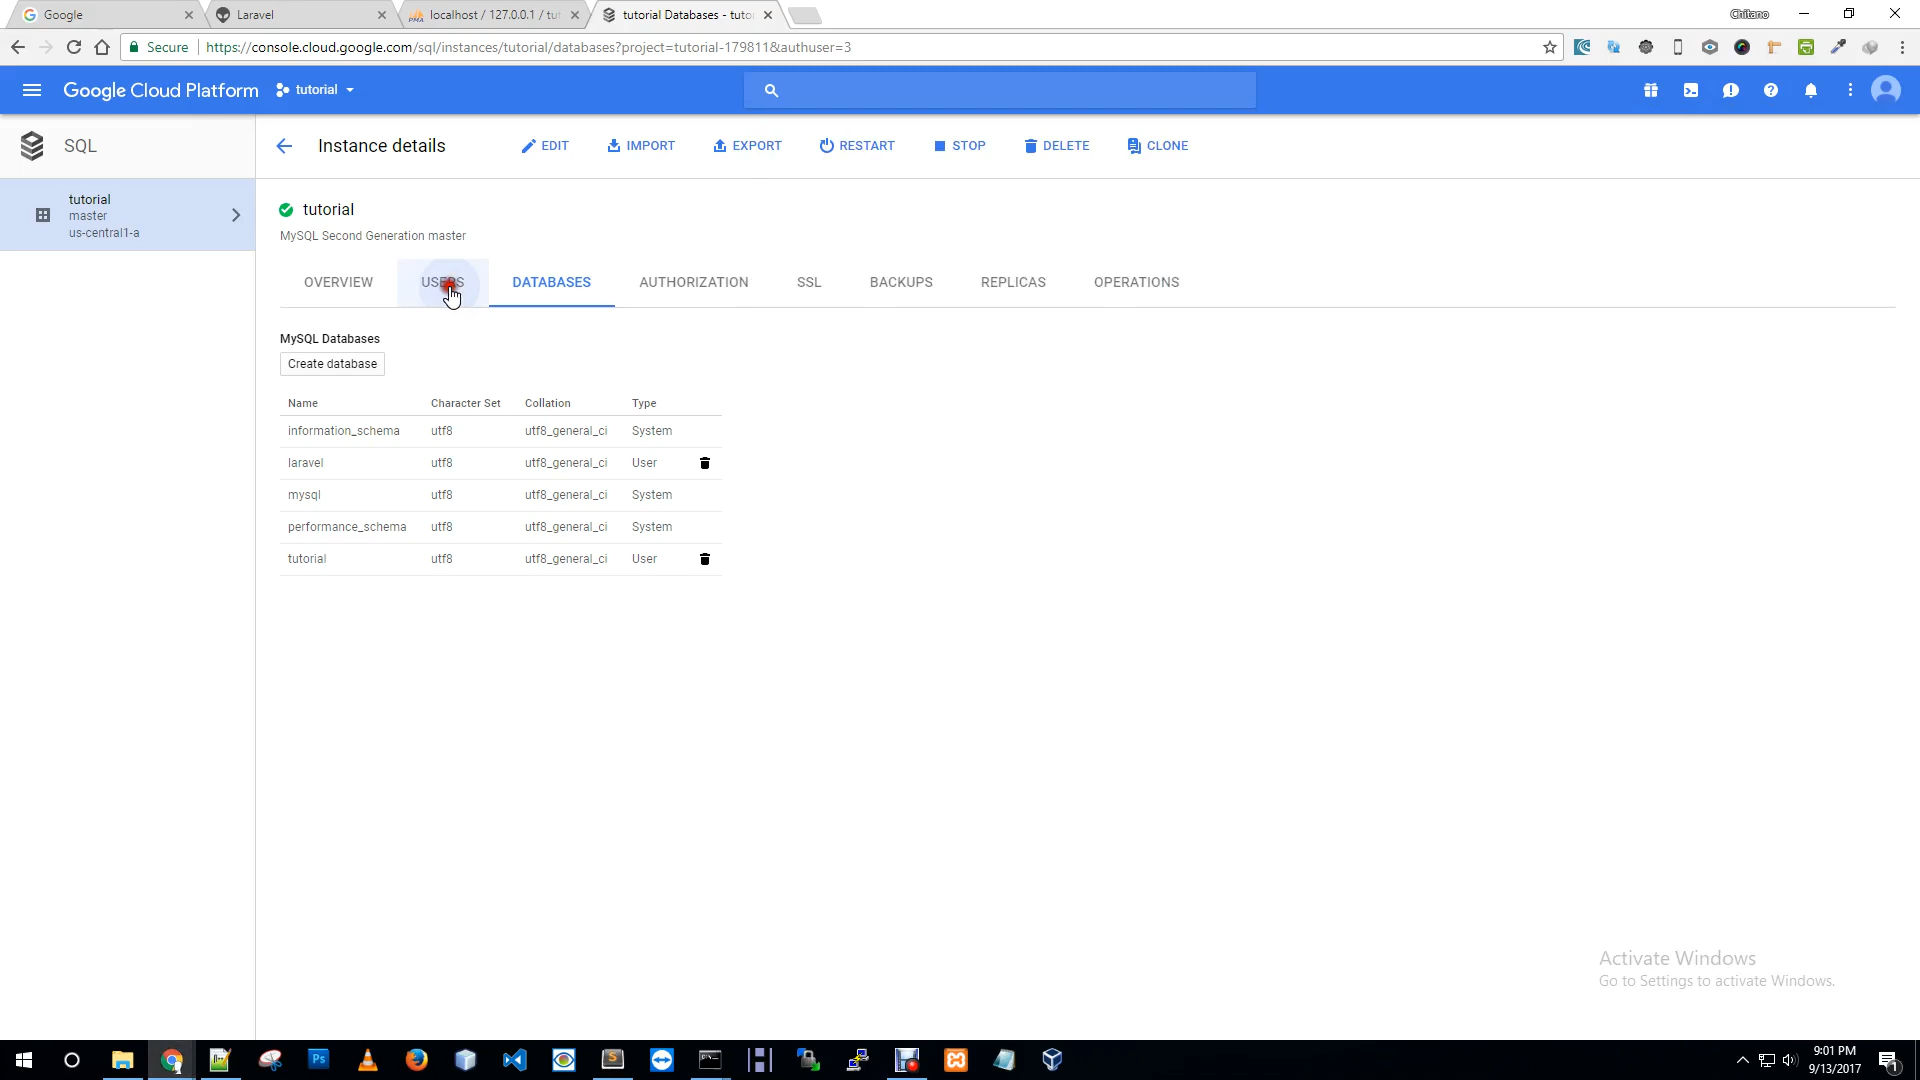 Google
Laravel
localhost / 127.0.0.1 / tut
tutorial Databases - tuto
Chitano
Secure
https://console.cloud.google.com/sql/instances/tutorial/databases?project=tutorial-179811&authuser=3
Google Cloud Platform
tutorial
SQL
Instance details
EDIT
IMPORT
EXPORT
RESTART
STOP
DELETE
CLONE
tutorial
master
us-central1-a
tutorial
MySQL Second Generation master
OVERVIEW
USERS
DATABASES
AUTHORIZATION
SSL
BACKUPS
REPLICAS
OPERATIONS
MySQL Databases
Create database
Name Character Set Collation Type
information_schema utf8 utf8_general_ci System
laravel utf8 utf8_general_ci User
mysql utf8 utf8_general_ci System
performance_schema utf8 utf8_general_ci System
tutorial utf8 utf8_general_ci User
Activate Windows
Go to Settings to activate Windows.
9:01 PM
9/13/2017
1